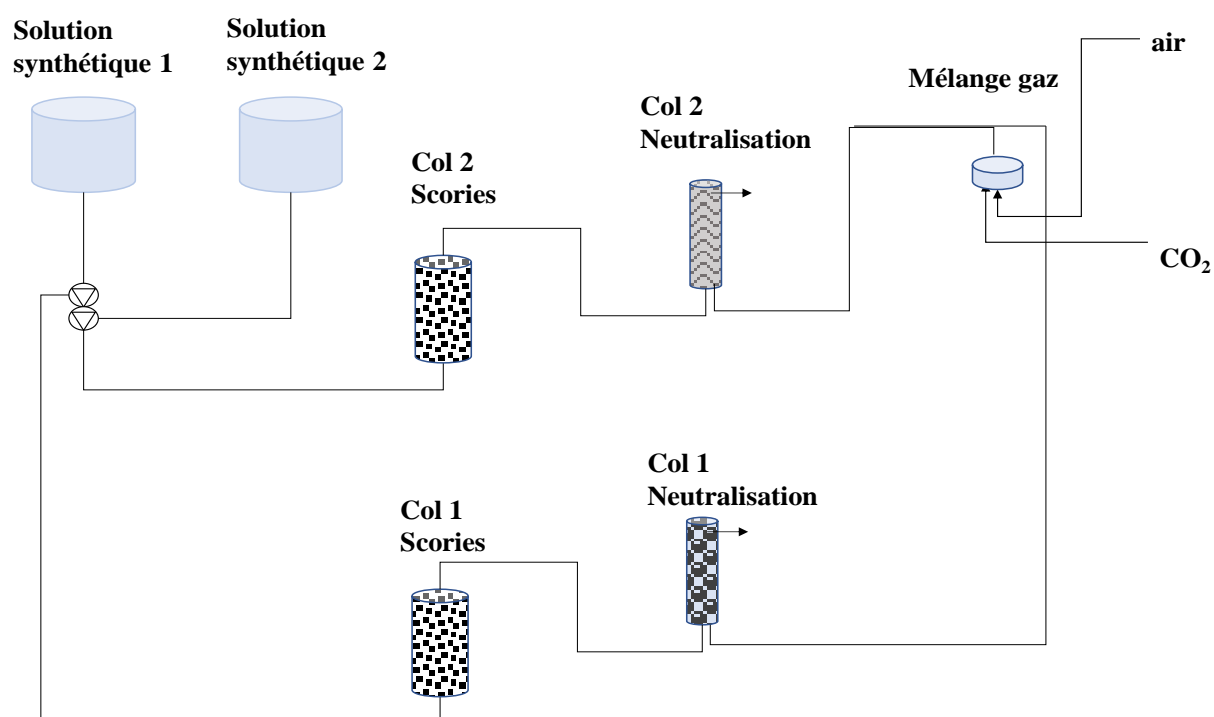 Solution
synthétique 1
Solution
synthétique 2
air
Mélange gaz
Col 2
Neutralisation
Col 2
Scories
CO₂
Col 1
Neutralisation
Col 1
Scories